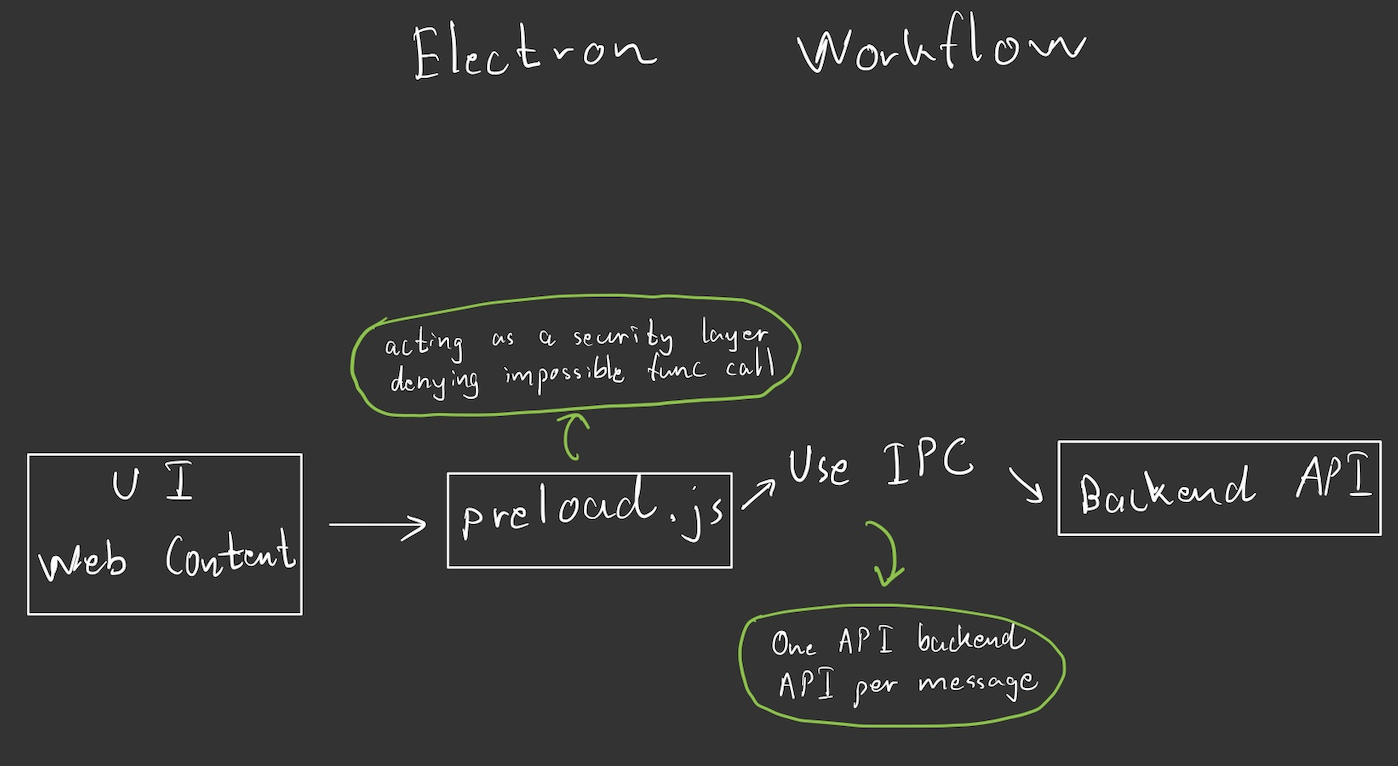 Electron Workflow
acting as a security layer
denying impossible func call
UI
Web Content
preload.js
Use IPC
Backend API
One API backend
API per message